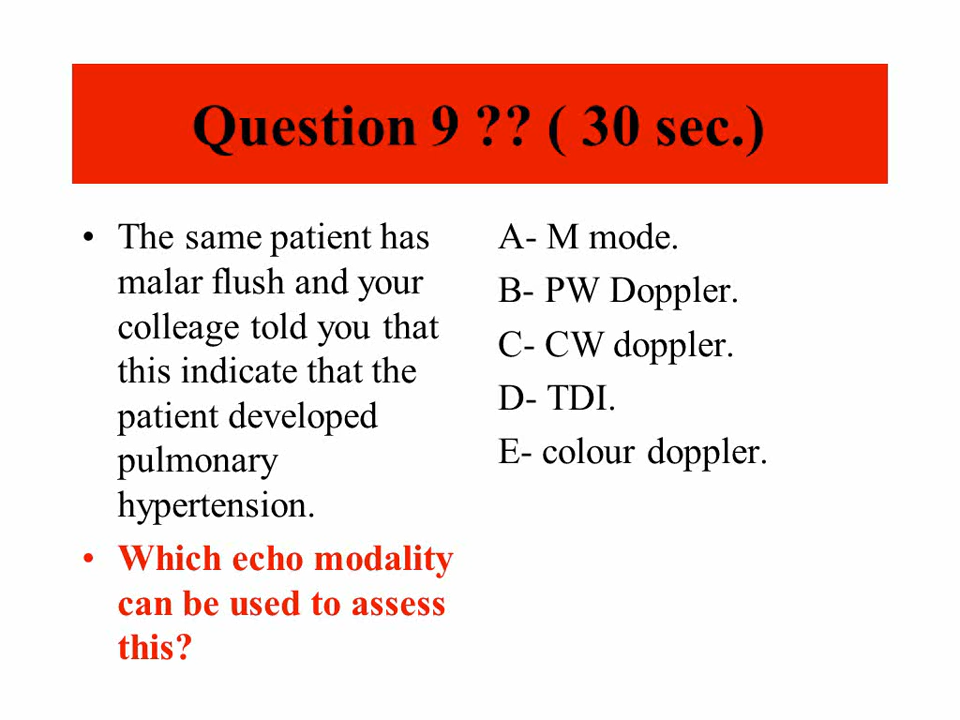 Question 9 ?? ( 30 sec.)
• The same patient has
malar flush and your
colleage told you that
this indicate that the
patient developed
pulmonary
hypertension.
• Which echo modality
can be used to assess
this?
A- M mode.
B- PW Doppler.
C- CW doppler.
D- TDI.
E- colour doppler.